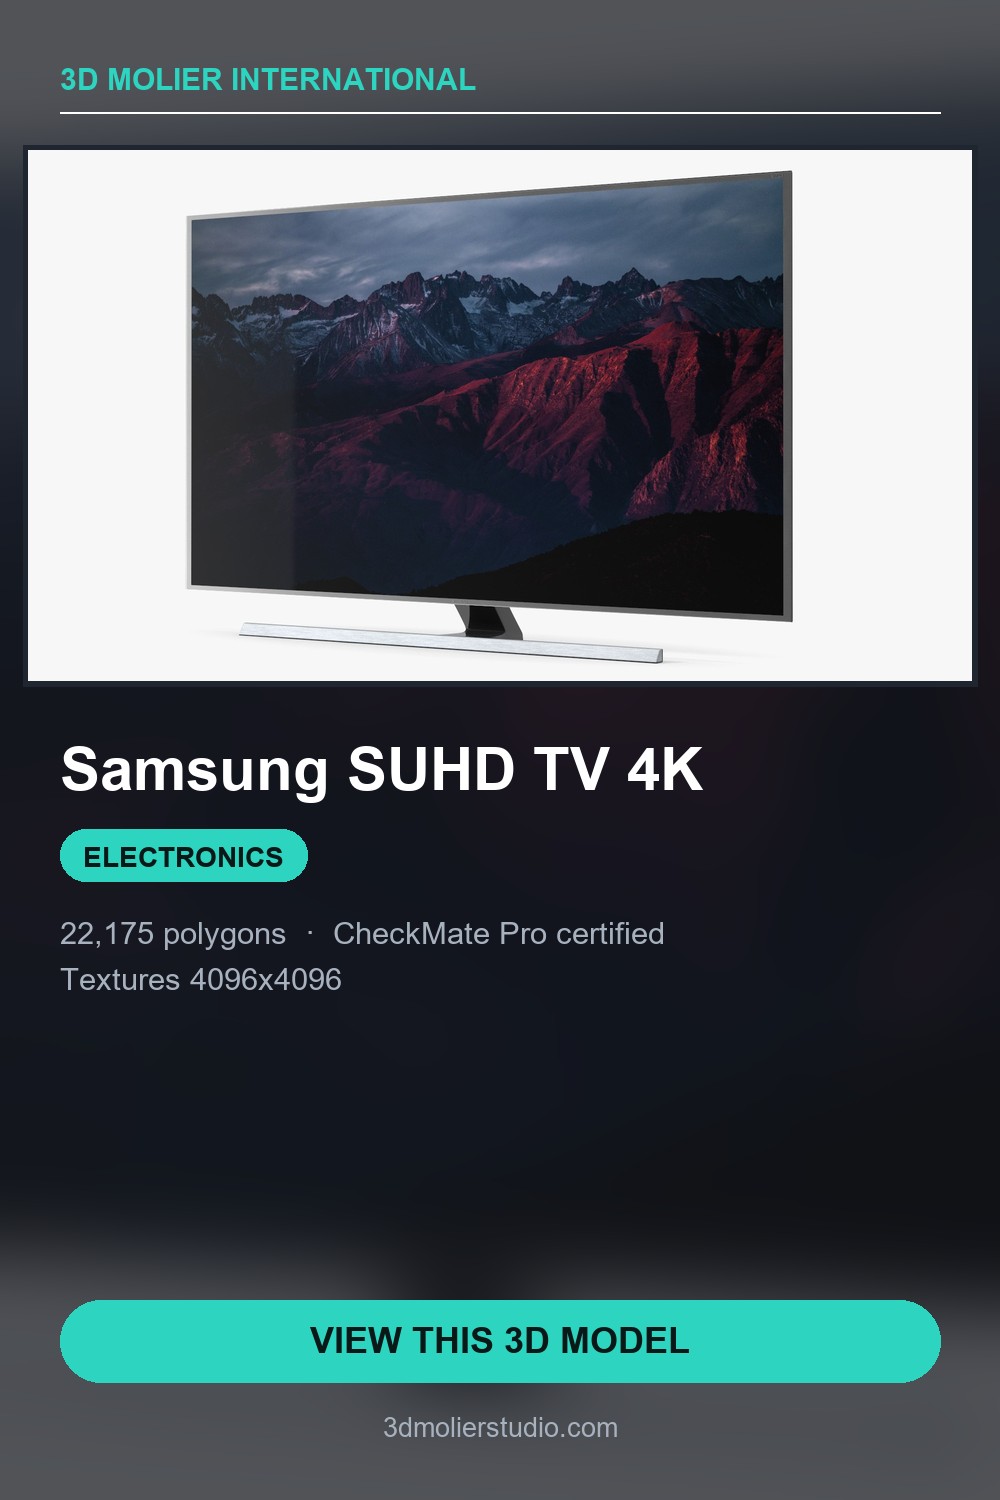 3D MOLIER INTERNATIONAL
Samsung SUHD TV 4K
ELECTRONICS
22,175 polygons · CheckMate Pro certified
Textures 4096x4096
VIEW THIS 3D MODEL
3dmolierstudio.com